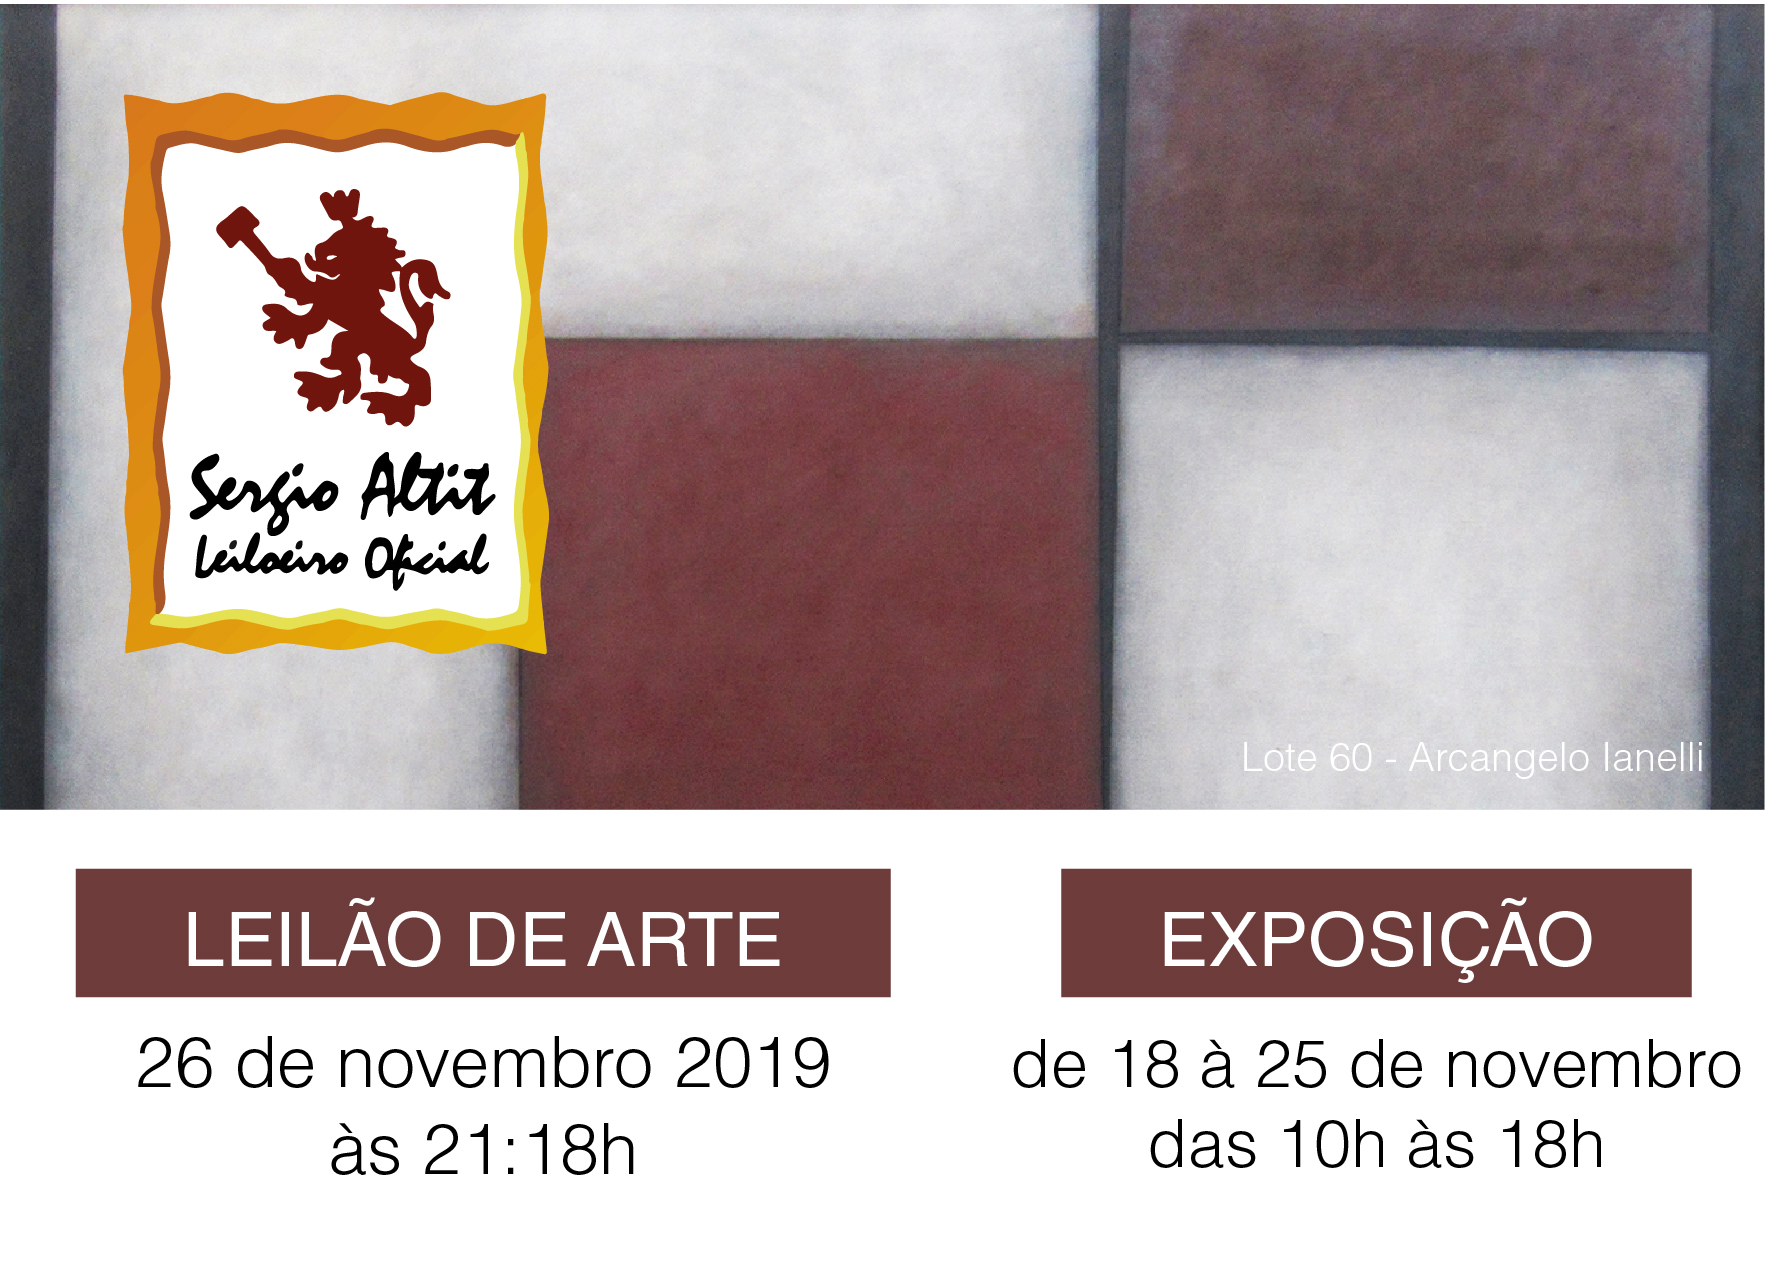 Sergio Altit
Leiloeiro Oficial
Lote 60 - Arcangelo Ianelli
LEILÃO DE ARTE
26 de novembro 2019
às 21:18h
EXPOSIÇÃO
de 18 à 25 de novembro
das 10h às 18h